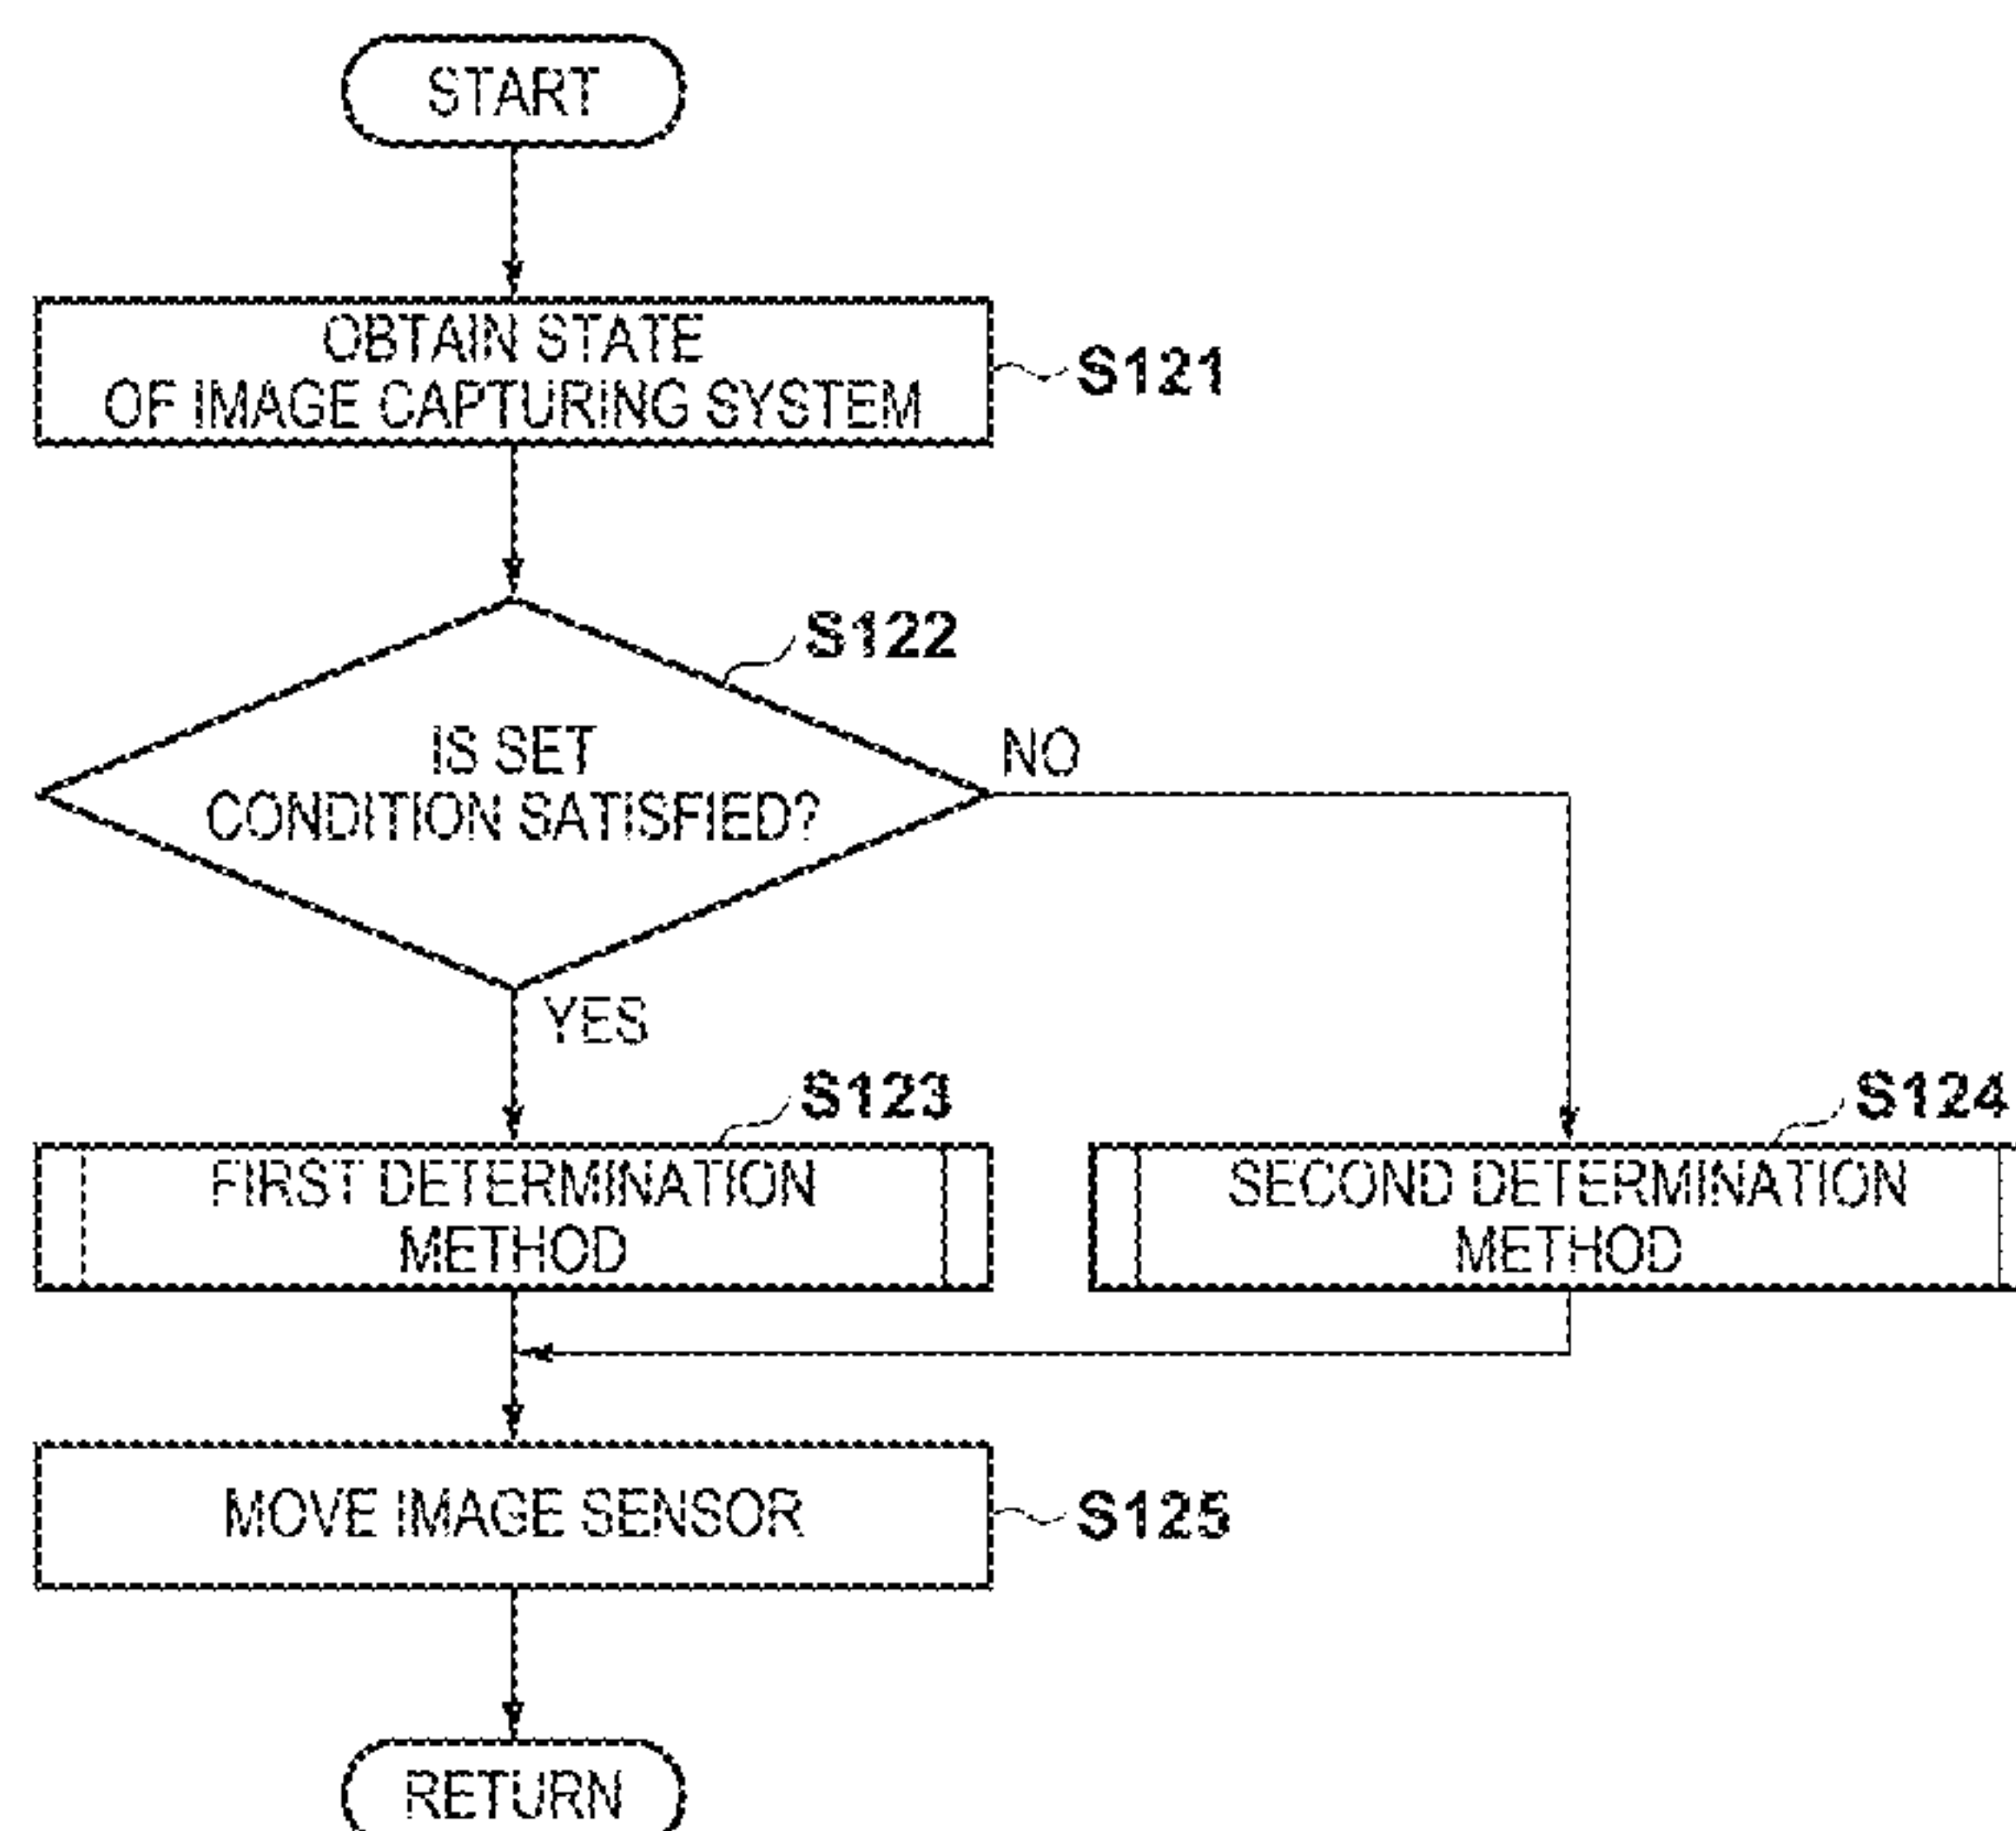 START
OBTAIN STATE
OF IMAGE CAPTURING SYSTEM
S121
S122
IS SET
CONDITION SATISFIED?
NO
YES
S123
FIRST DETERMINATION
METHOD
S124
SECOND DETERMINATION
METHOD
MOVE IMAGE SENSOR
S125
RETURN